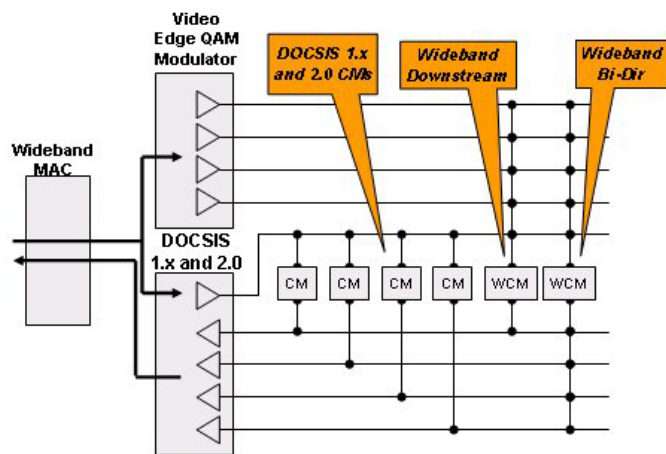 Video
Edge QAM
Modulator
DOCSIS 1.x
and 2.0 CMs
Wideband
Downstream
Wideband
Bi-Dir
Wideband
MAC
DOCSIS
1.x and 2.0
CM
CM
CM
CM
WCM
WCM